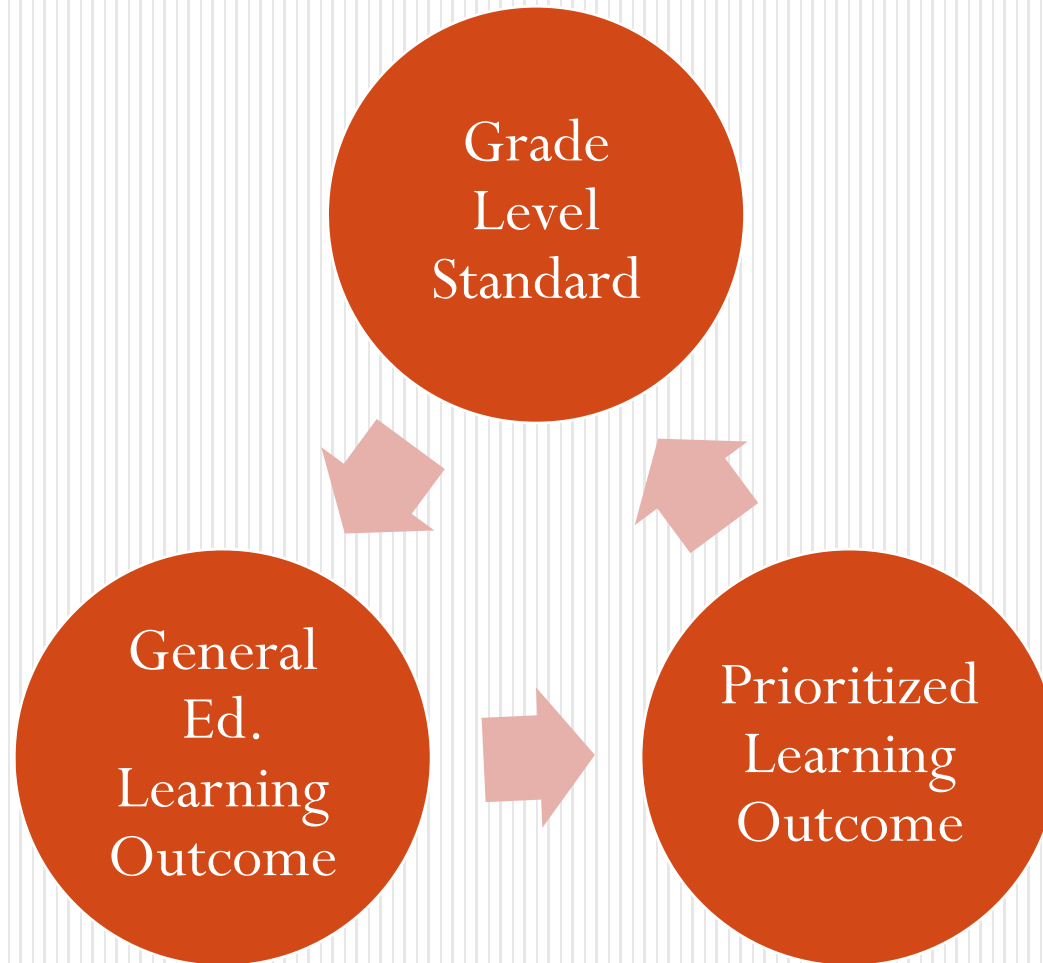 Grade
Level
Standard
General
Ed.
Learning
Outcome
Prioritized
Learning
Outcome